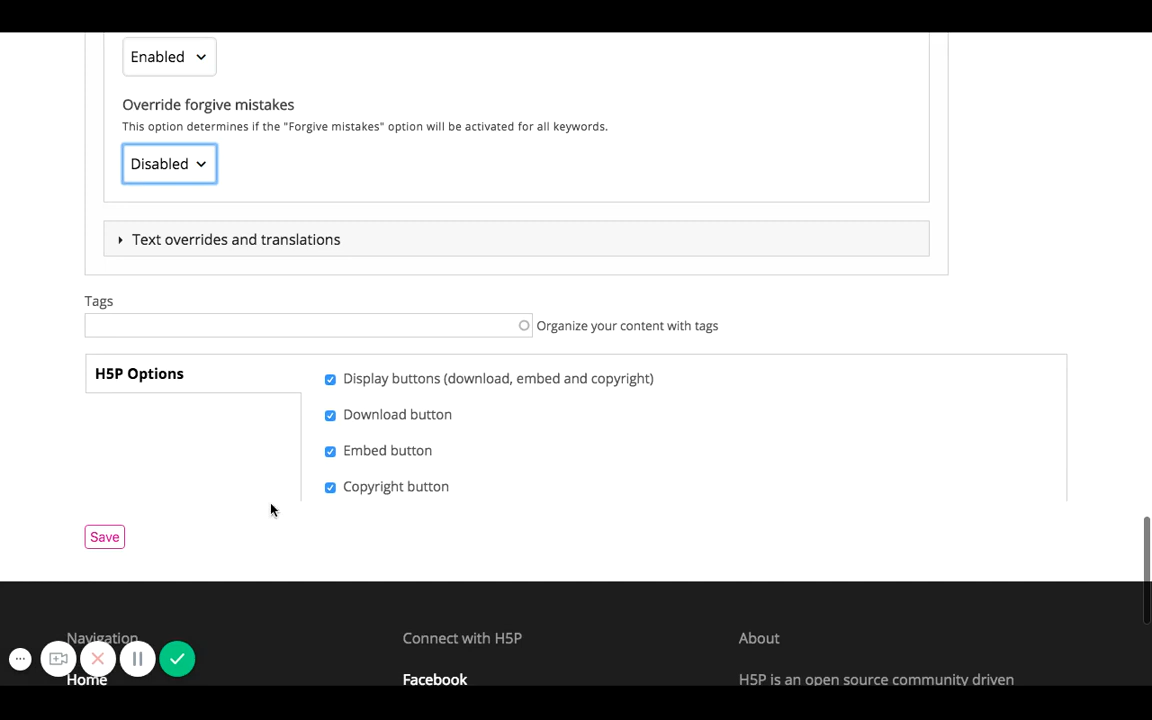 Enabled
Override forgive mistakes
This option determines if the "Forgive mistakes" option will be activated for all keywords.
Disabled
Text overrides and translations
Tags
Organize your content with tags
H5P Options
Display buttons (download, embed and copyright)
Download button
Embed button
Copyright button
Save
Navigation
Connect with H5P
About
Home
Facebook
H5P is an open source community driven